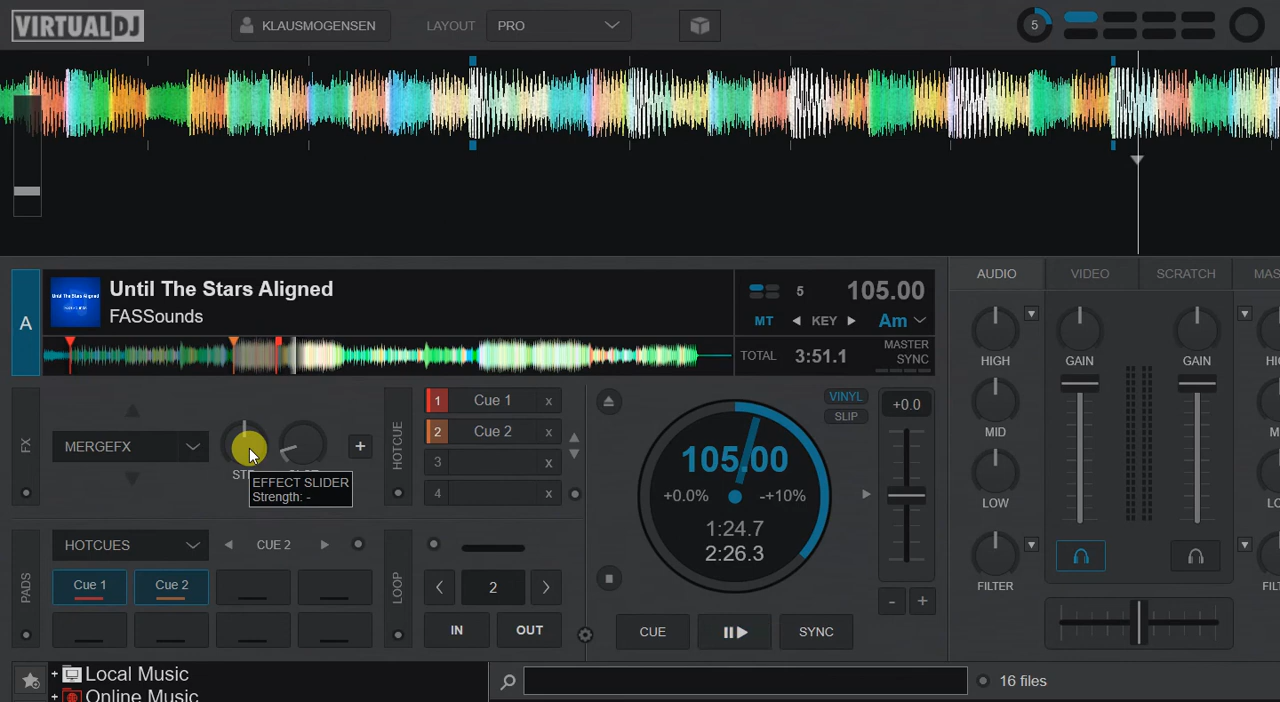 VIRTUALDJ
KLAUSMOGENSEN
LAYOUT
PRO
5
A
Until The Stars Aligned
FASSounds
5
105.00
MT
KEY
Am
TOTAL
3:51.1
MASTER
SYNC
FX
MERGEFX
EFFECT SLIDER
Strength: -
HOTCUE
1 Cue 1 x
2 Cue 2 x
3 x
4 x
VINYL
SLIP
+0.0
105.00
+0.0% -+10%
1:24.7
2:26.3
PADS
HOTCUES
CUE 2
Cue 1
Cue 2
LOOP
2
IN
OUT
CUE
SYNC
- +
AUDIO
VIDEO
SCRATCH
HIGH
GAIN
GAIN
MID
LOW
FILTER
+ Local Music
+ Online Music
16 files